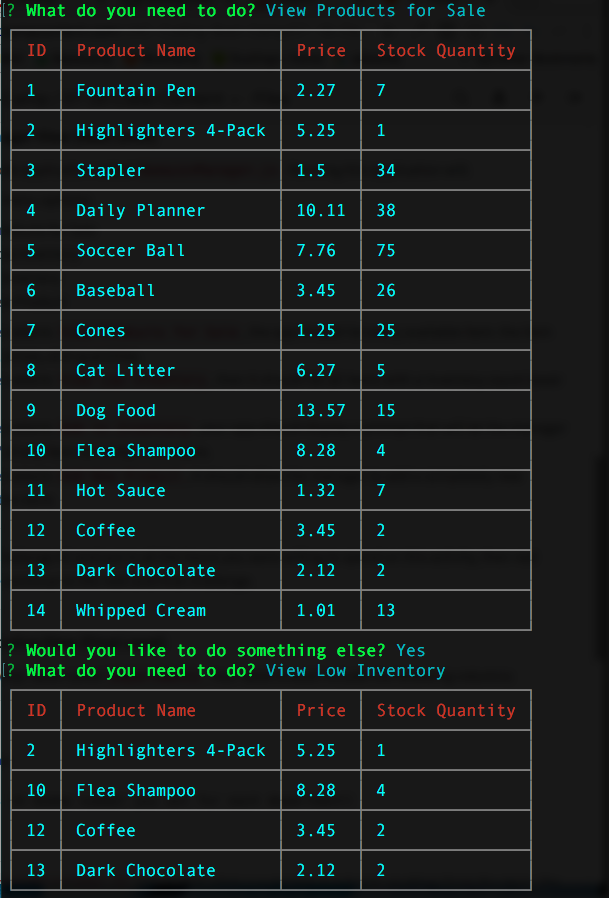 ? What do you need to do? View Products for Sale
ID Product Name Price Stock Quantity
1 Fountain Pen 2.27 7
2 Highlighters 4-Pack 5.25 1
3 Stapler 1.5 34
4 Daily Planner 10.11 38
5 Soccer Ball 7.76 75
6 Baseball 3.45 26
7 Cones 1.25 25
8 Cat Litter 6.27 5
9 Dog Food 13.57 15
10 Flea Shampoo 8.28 4
11 Hot Sauce 1.32 7
12 Coffee 3.45 2
13 Dark Chocolate 2.12 2
14 Whipped Cream 1.01 13
? Would you like to do something else? Yes
? What do you need to do? View Low Inventory
ID Product Name Price Stock Quantity
2 Highlighters 4-Pack 5.25 1
10 Flea Shampoo 8.28 4
12 Coffee 3.45 2
13 Dark Chocolate 2.12 2